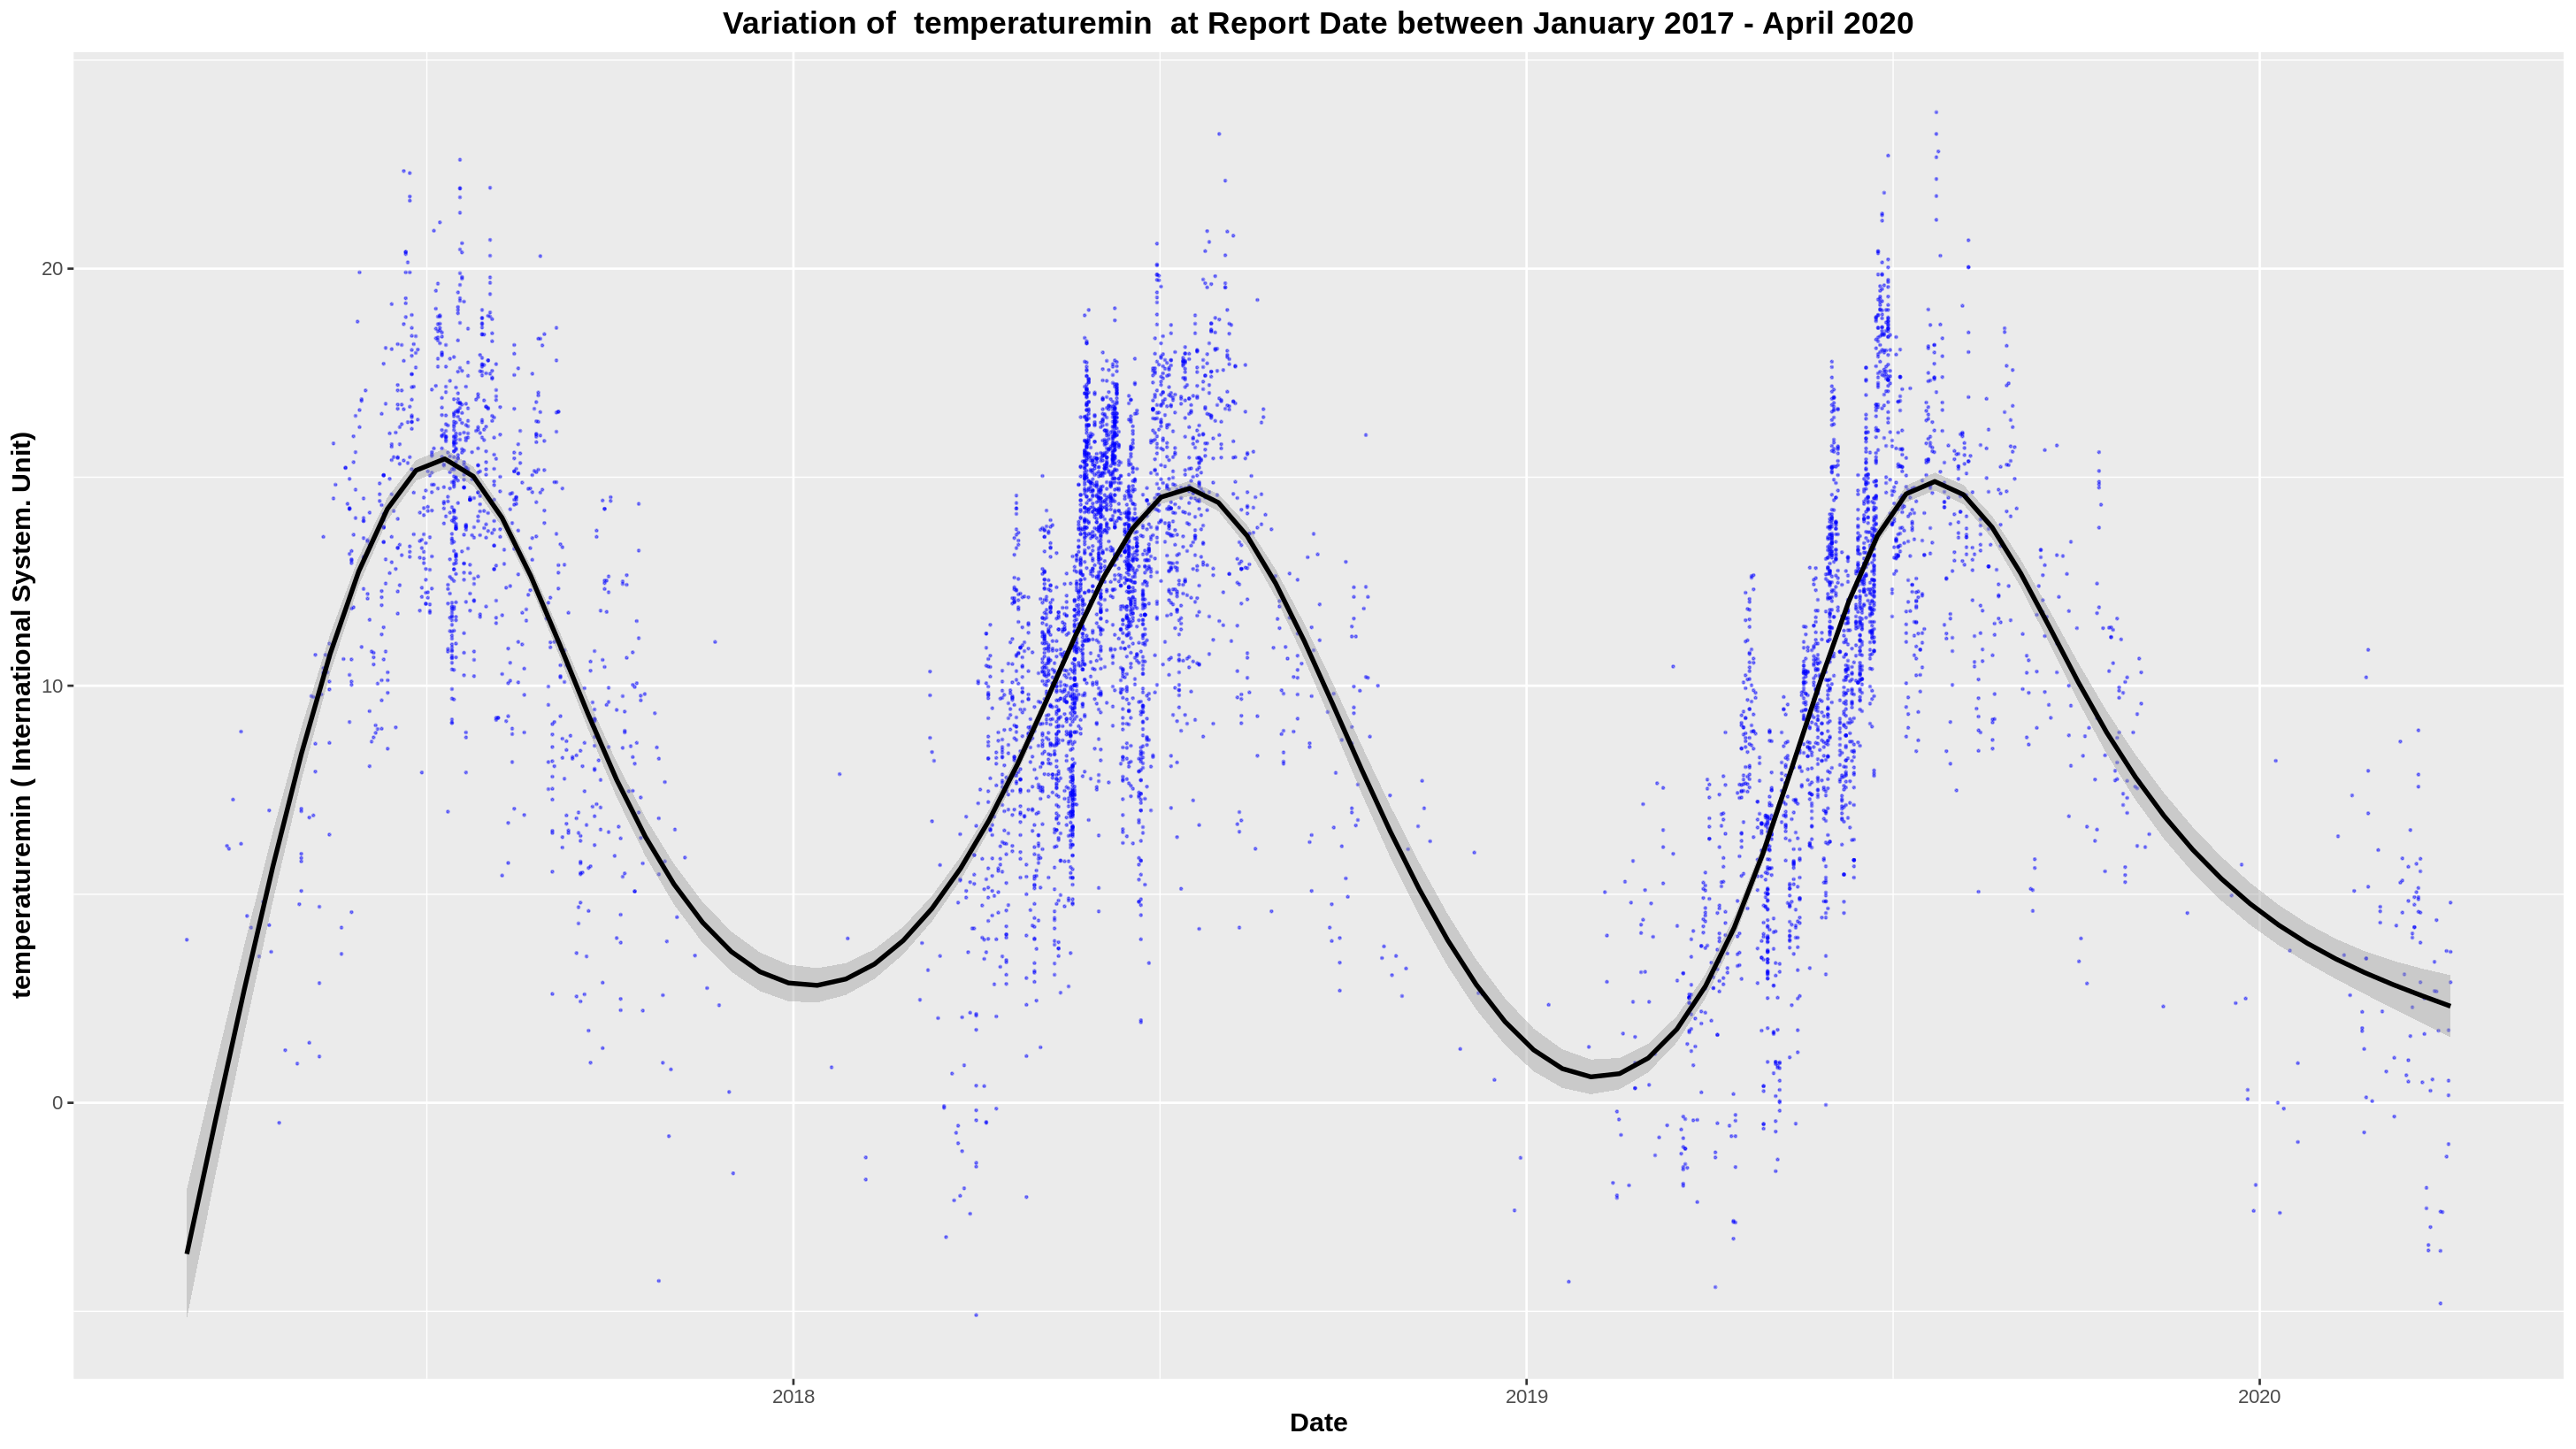 Variation of  temperaturemin  at Report Date between January 2017 - April 2020
temperaturemin ( International System. Unit)
20
10
0
2018
2019
2020
Date